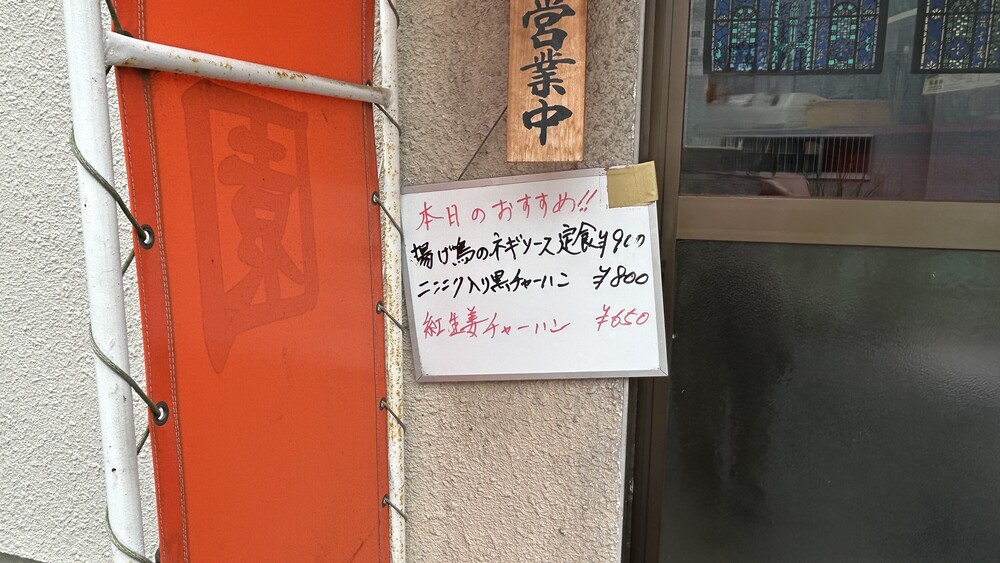 営業中
園
本日のおすすめ!!
揚げ鳥のネギソース定食 ¥900
ニンニク入り黒チャーハン ¥800
紅生姜チャーハン ¥650